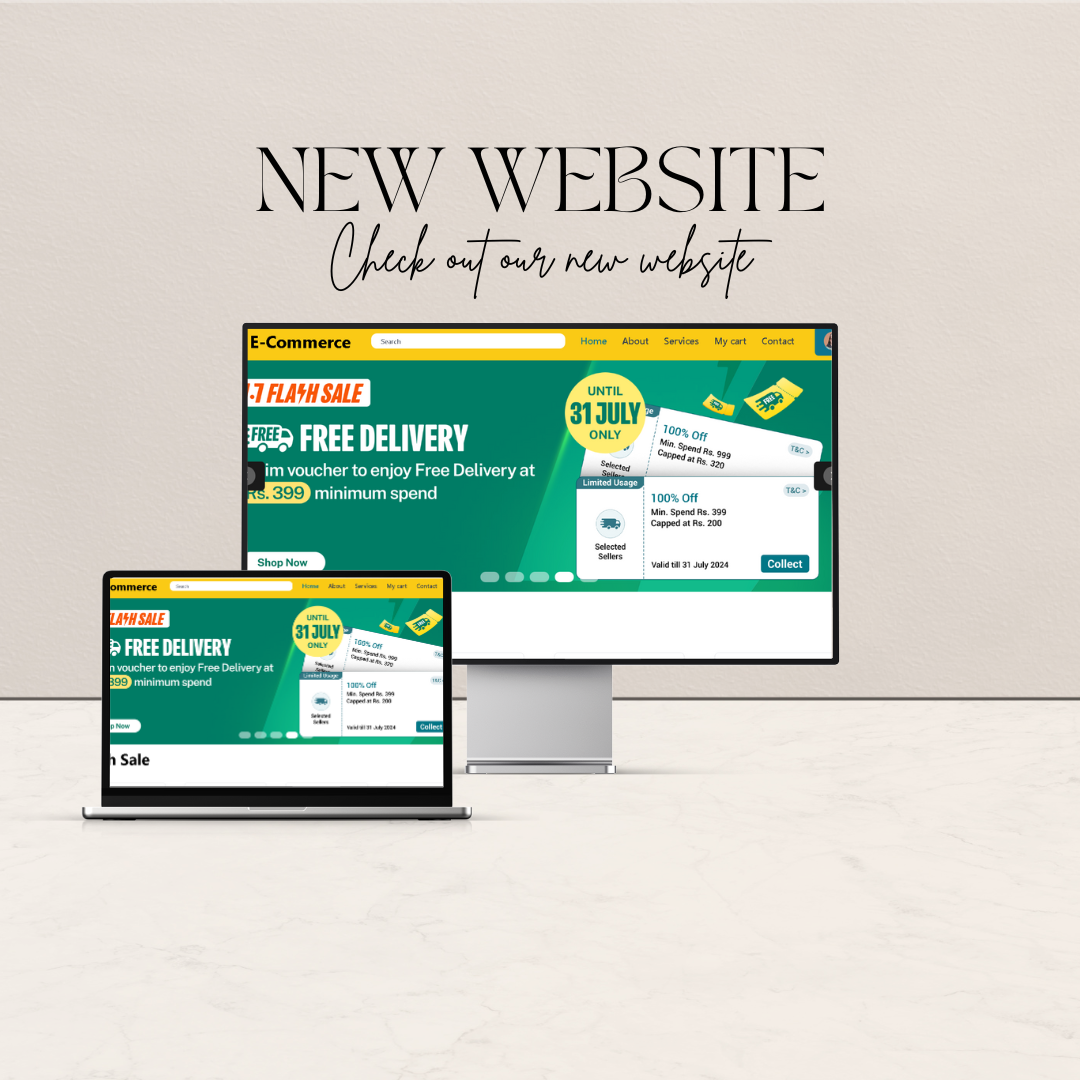 NEW WEBSITE
Check out our new website
E-Commerce
Search
Home About Services My cart Contact
.7 FLASH SALE
FREE
FREE DELIVERY
im voucher to enjoy Free Delivery at
Rs. 399 minimum spend
Shop Now
UNTIL
31 JULY
ONLY
FREE
ge
100% Off
Min. Spend Rs. 999
Capped at Rs. 320
T&C >
Selected
Sellers
Limited Usage
100% Off
Min. Spend Rs. 399
Capped at Rs. 200
T&C >
Selected
Sellers
Valid till 31 July 2024
Collect
ommerce
Search
Home About Services My cart Contact
LASH SALE
FREE DELIVERY
n voucher to enjoy Free Delivery at
399 minimum spend
p Now
UNTIL
31 JULY
ONLY
100% Off
Min. Spend Rs. 999
Capped at Rs. 320
Selected
Limited Usage
100% Off
Min. Spend Rs. 399
Capped at Rs. 200
Selected
Sellers
Valid till 31 July 2024
Collect
h Sale